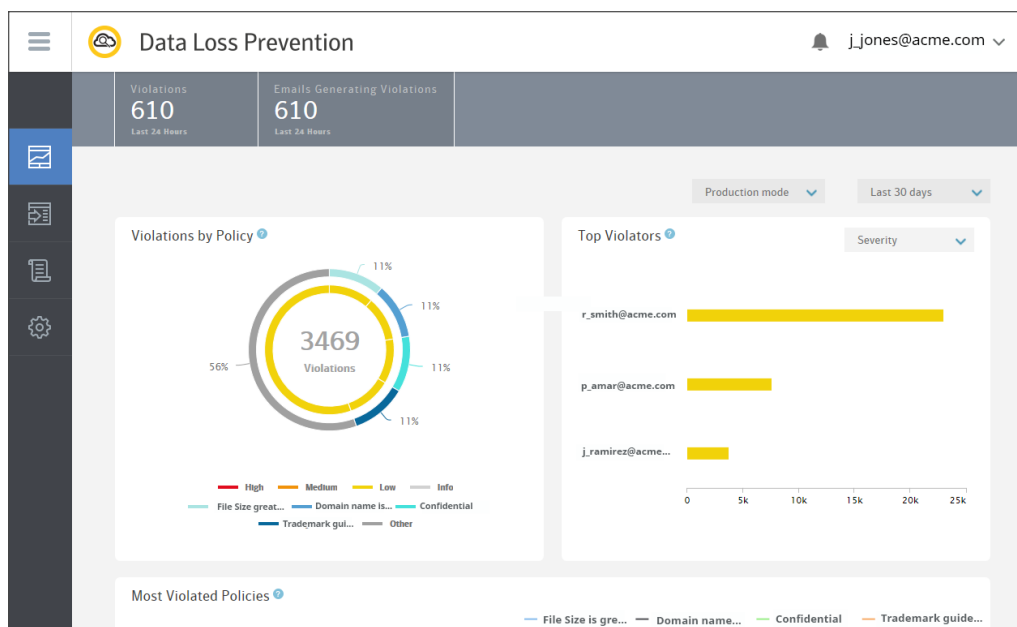 Data Loss Prevention
j_jones@acme.com
Violations
610
Last 24 Hours
Emails Generating Violations
610
Last 24 Hours
Production mode
Last 30 days
Violations by Policy ?
11%
11%
11%
11%
56%
3469
Violations
High Medium Low Info
File Size great... Domain name is... Confidential
Trademark gui... Other
Top Violators ?
Severity
r_smith@acme.com
p_amar@acme.com
j_ramirez@acme...
0 5k 10k 15k 20k 25k
Most Violated Policies ?
File Size is gre... Domain name... Confidential Trademark guide...